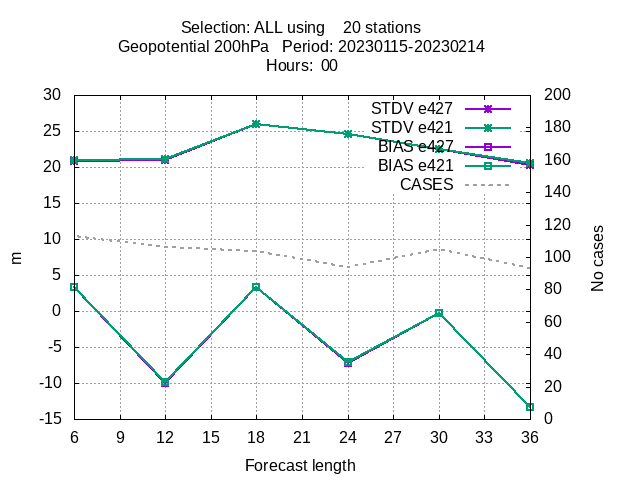 Selection: ALL using    20 stations
Geopotential 200hPa   Period: 20230115-20230214
Hours:  00
30 200
STDV e427
25 180
STDV e421
20 160
BIAS e427
BIAS e421
15 140
CASES
10 120
5 100
0 80
-5 60
-10 40
-15 20
0
m
No cases
6 9 12 15 18 21 24 27 30 33 36
Forecast length